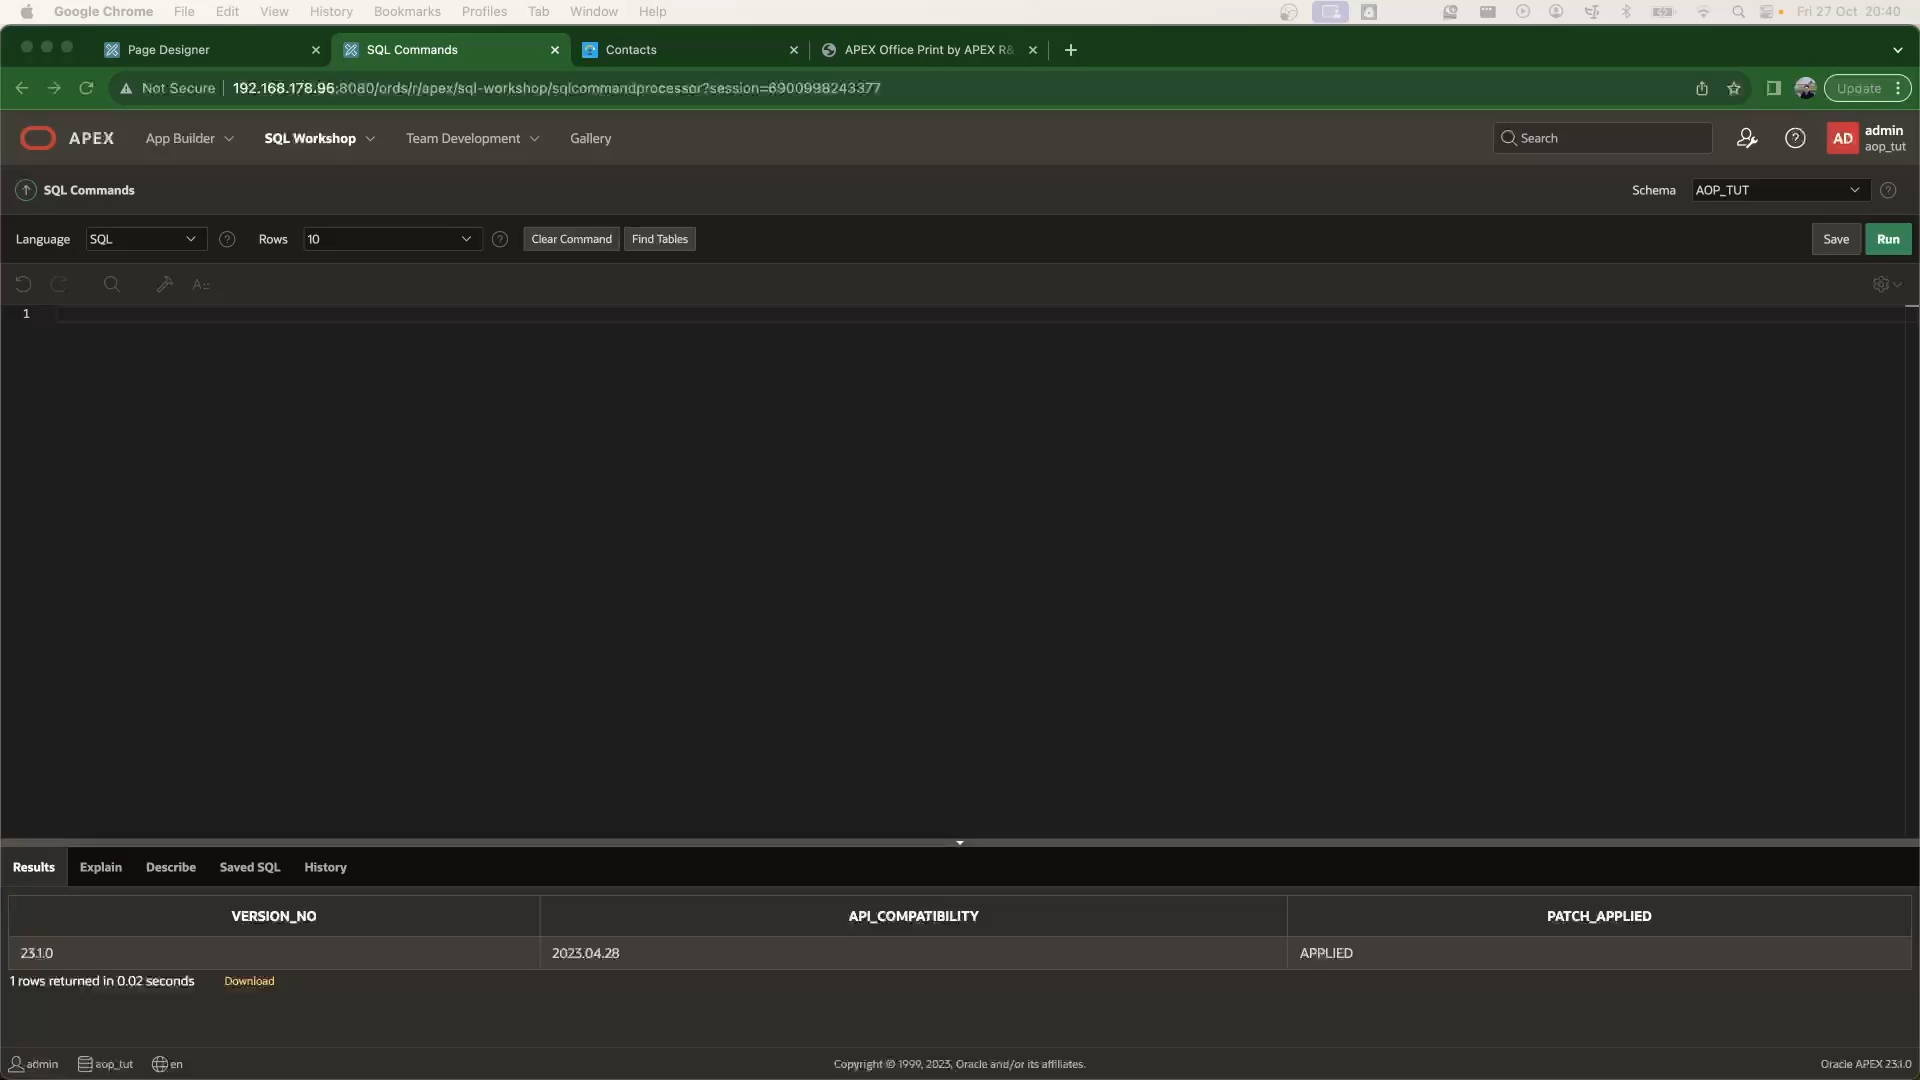 Google Chrome File Edit View History Bookmarks Profiles Tab Window Help Fri 27 Oct 20:40
Page Designer SQL Commands Contacts APEX Office Print by APEX R&
Not Secure 192.168.178.96:8080/ords/r/apex/sql-workshop/sqlcommandprocessor?session=6900998243377 Update
APEX App Builder SQL Workshop Team Development Gallery Search AD admin
aop_tut
SQL Commands Schema AOP_TUT
Language SQL Rows 10 Clear Command Find Tables Save Run
1
Results Explain Describe Saved SQL History
VERSION_NO API_COMPATIBILITY PATCH_APPLIED
23.1.0 2023.04.28 APPLIED
1 rows returned in 0.02 seconds Download
admin aop_tut en Copyright © 1999, 2023, Oracle and/or its affiliates. Oracle APEX 23.1.0